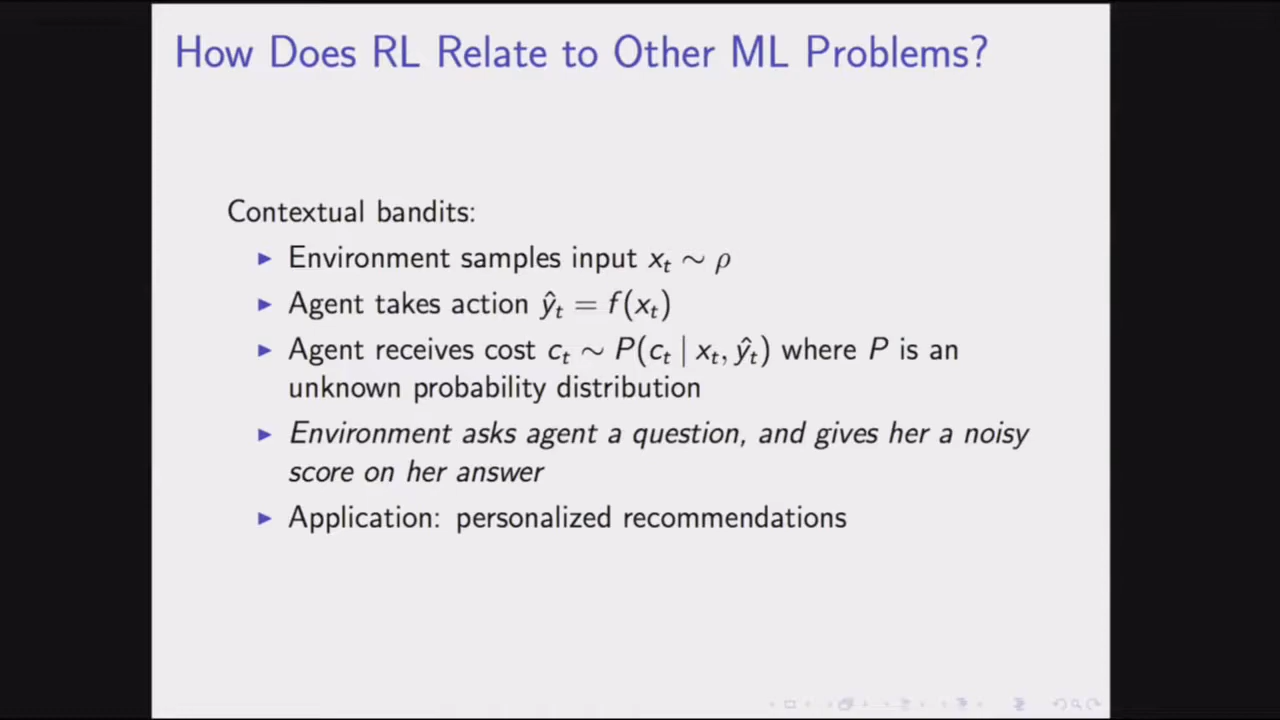 How Does RL Relate to Other ML Problems?
Contextual bandits:
▶ Environment samples input xₜ ∼ ρ
▶ Agent takes action ŷₜ = f(xₜ)
▶ Agent receives cost cₜ ∼ P(cₜ | xₜ, ŷₜ) where P is an
unknown probability distribution
▶ Environment asks agent a question, and gives her a noisy
score on her answer
▶ Application: personalized recommendations